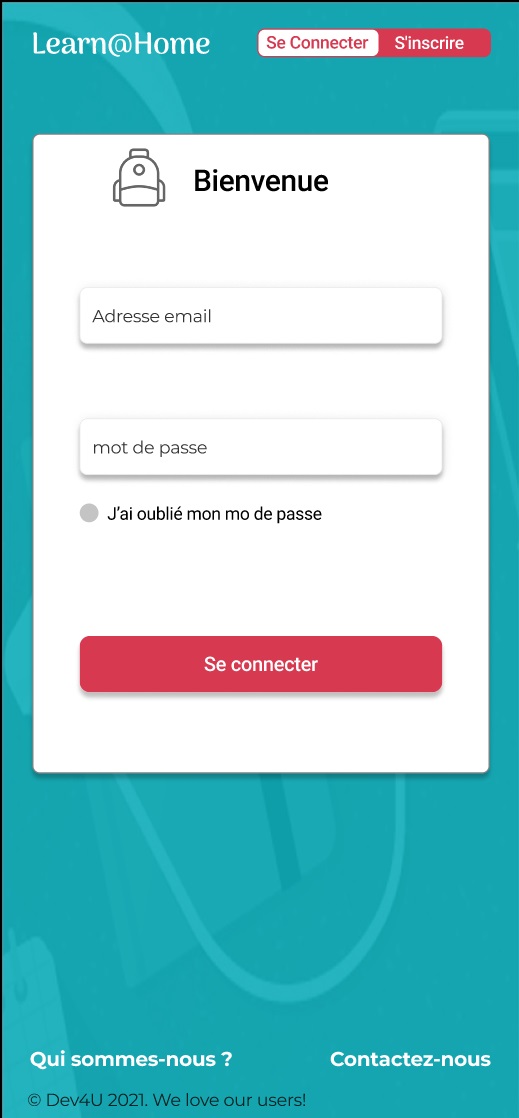 Learn@Home
Se Connecter S'inscrire
Bienvenue
Adresse email
mot de passe
J'ai oublié mon mo de passe
Se connecter
Qui sommes-nous ? Contactez-nous
© Dev4U 2021. We love our users!